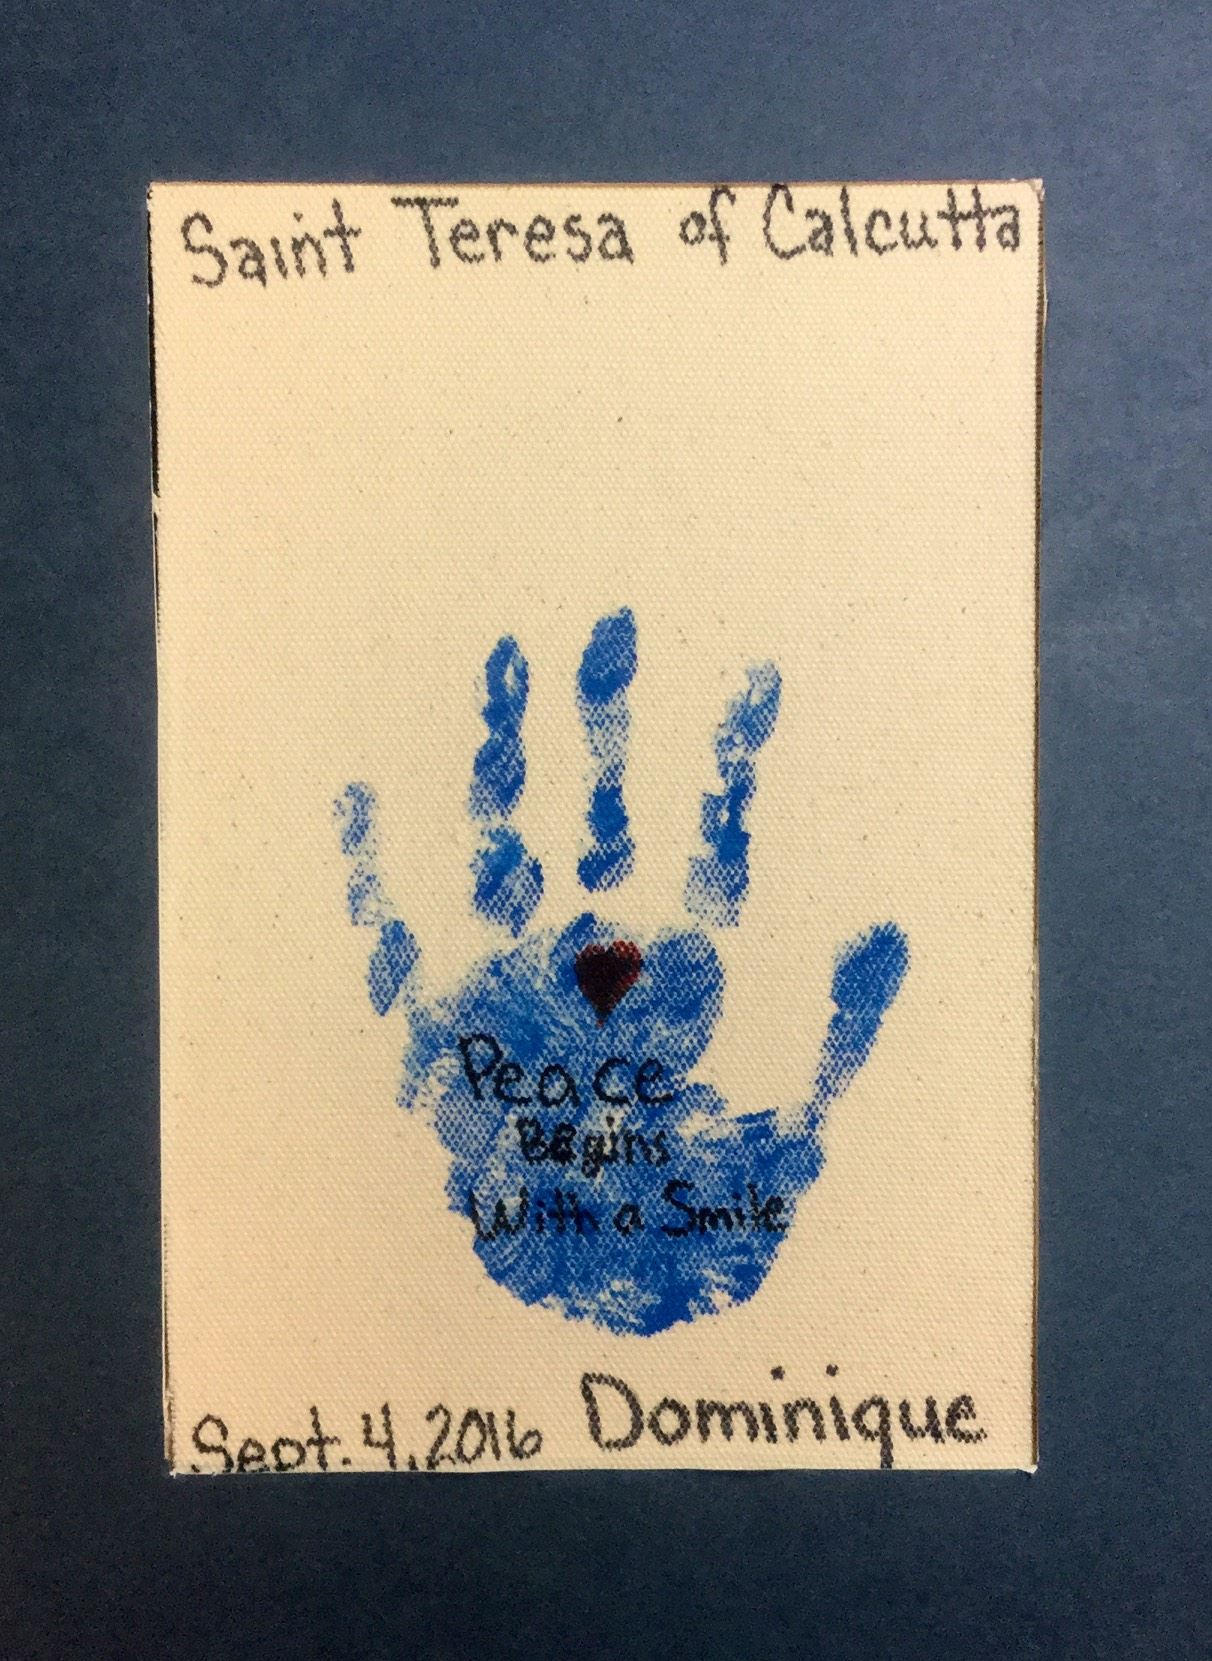 Saint Teresa of Calcutta
Peace
Begins
With a Smile
Sept. 4, 2016 Dominique